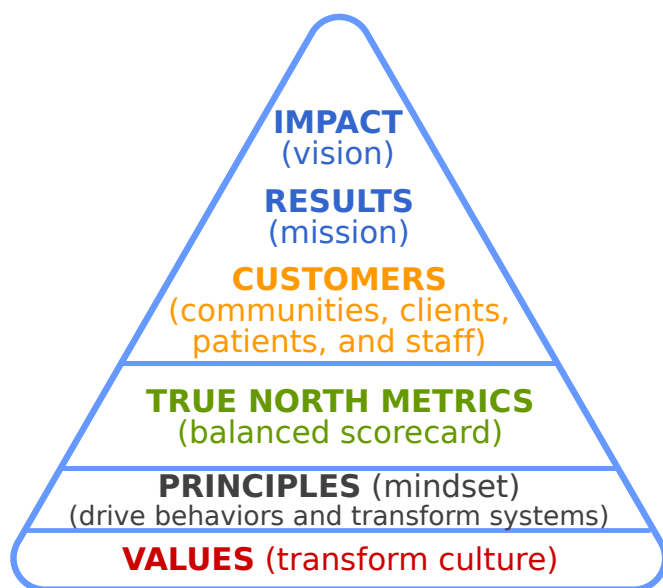 IMPACT
(vision)
RESULTS
(mission)
CUSTOMERS
(communities, clients,
patients, and staff)
TRUE NORTH METRICS
(balanced scorecard)
PRINCIPLES (mindset)
(drive behaviors and transform systems)
VALUES (transform culture)